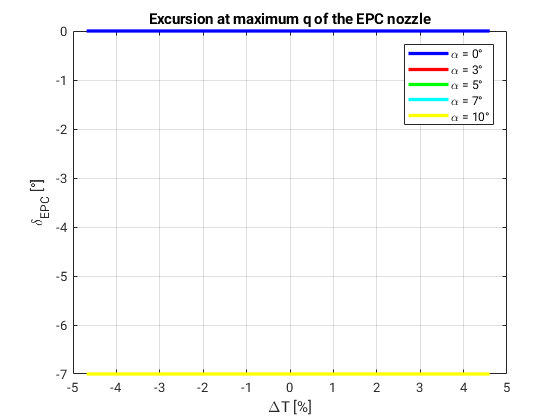 Excursion at maximum q of the EPC nozzle
0
-1
-2
-3
-4
-5
-6
-7
δEPC [°]
α = 0°
α = 3°
α = 5°
α = 7°
α = 10°
-5 -4 -3 -2 -1 0 1 2 3 4 5
ΔT [%]